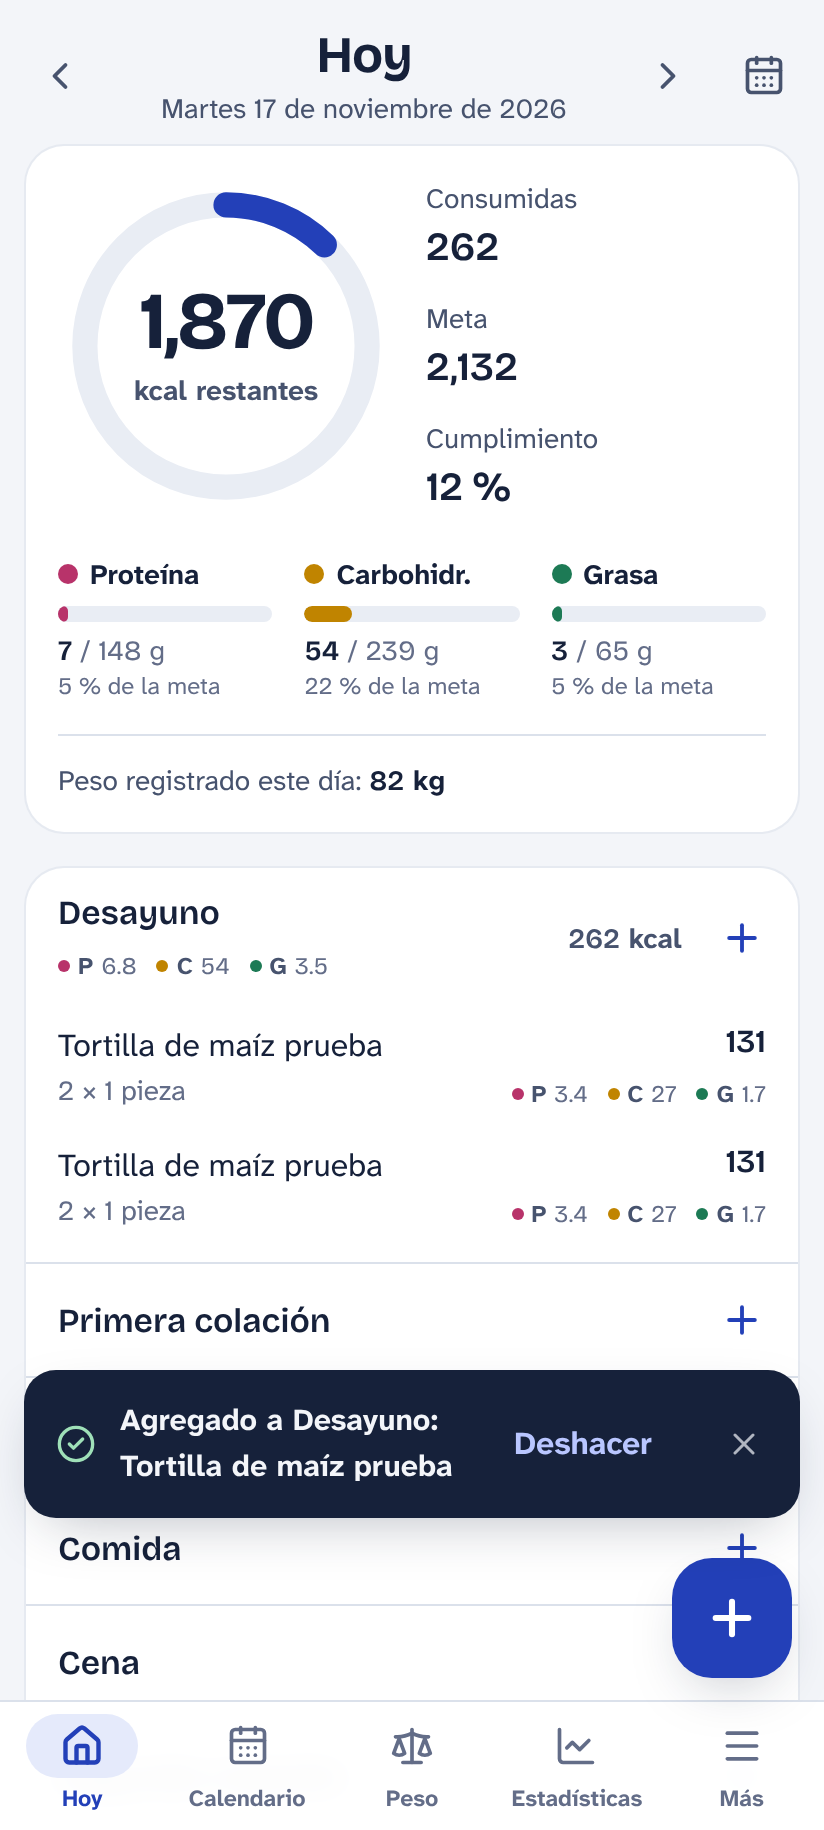 Hoy
Martes 17 de noviembre de 2026
1,870
kcal restantes
Consumidas
262
Meta
2,132
Cumplimiento
12 %
Proteína
7 / 148 g
5 % de la meta
Carbohidr.
54 / 239 g
22 % de la meta
Grasa
3 / 65 g
5 % de la meta
Peso registrado este día: 82 kg
Desayuno
262 kcal
P 6.8 C 54 G 3.5
Tortilla de maíz prueba
131
2 × 1 pieza
P 3.4 C 27 G 1.7
Tortilla de maíz prueba
131
2 × 1 pieza
P 3.4 C 27 G 1.7
Primera colación
Agregado a Desayuno:
Tortilla de maíz prueba
Deshacer
Comida
Cena
Hoy
Calendario
Peso
Estadísticas
Más